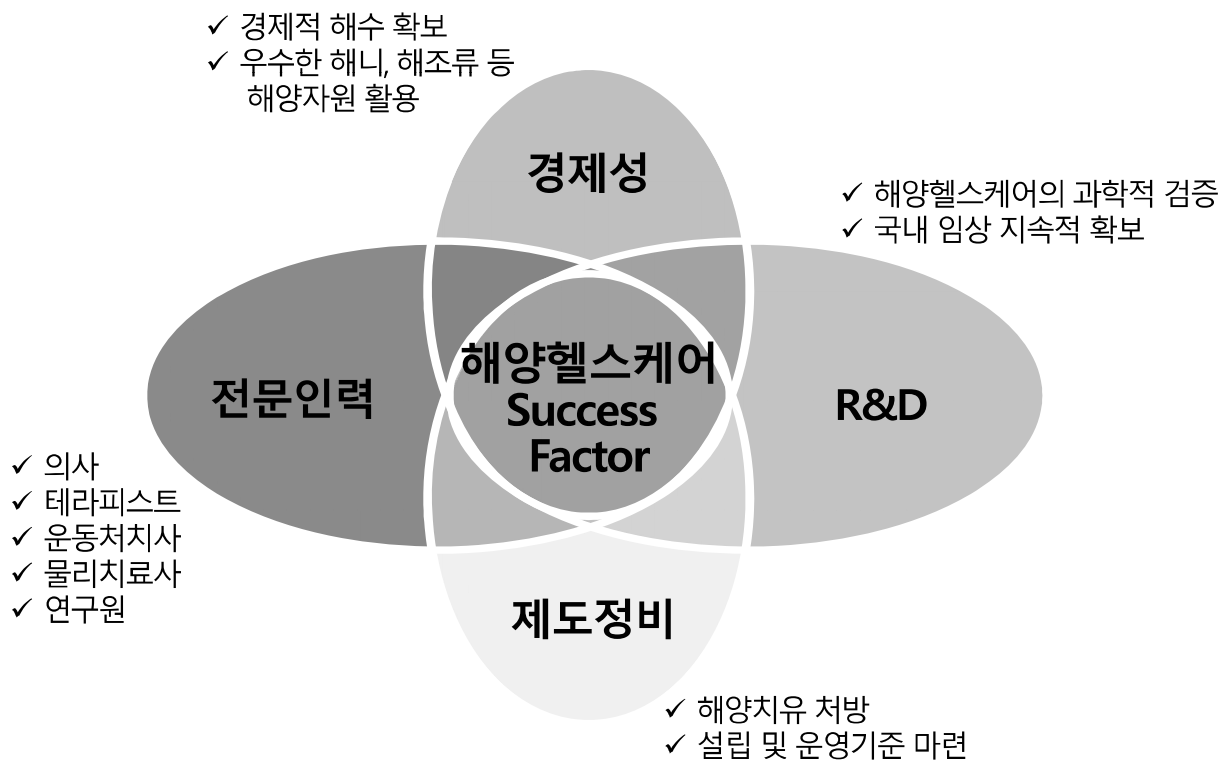 ✓ 경제적 해수 확보
✓ 우수한 해니, 해조류 등
해양자원 활용
경제성
✓ 해양헬스케어의 과학적 검증
✓ 국내 임상 지속적 확보
해양헬스케어
Success
Factor
전문인력
R&D
✓ 의사
✓ 테라피스트
✓ 운동처치사
✓ 물리치료사
✓ 연구원
제도정비
✓ 해양치유 처방
✓ 설립 및 운영기준 마련